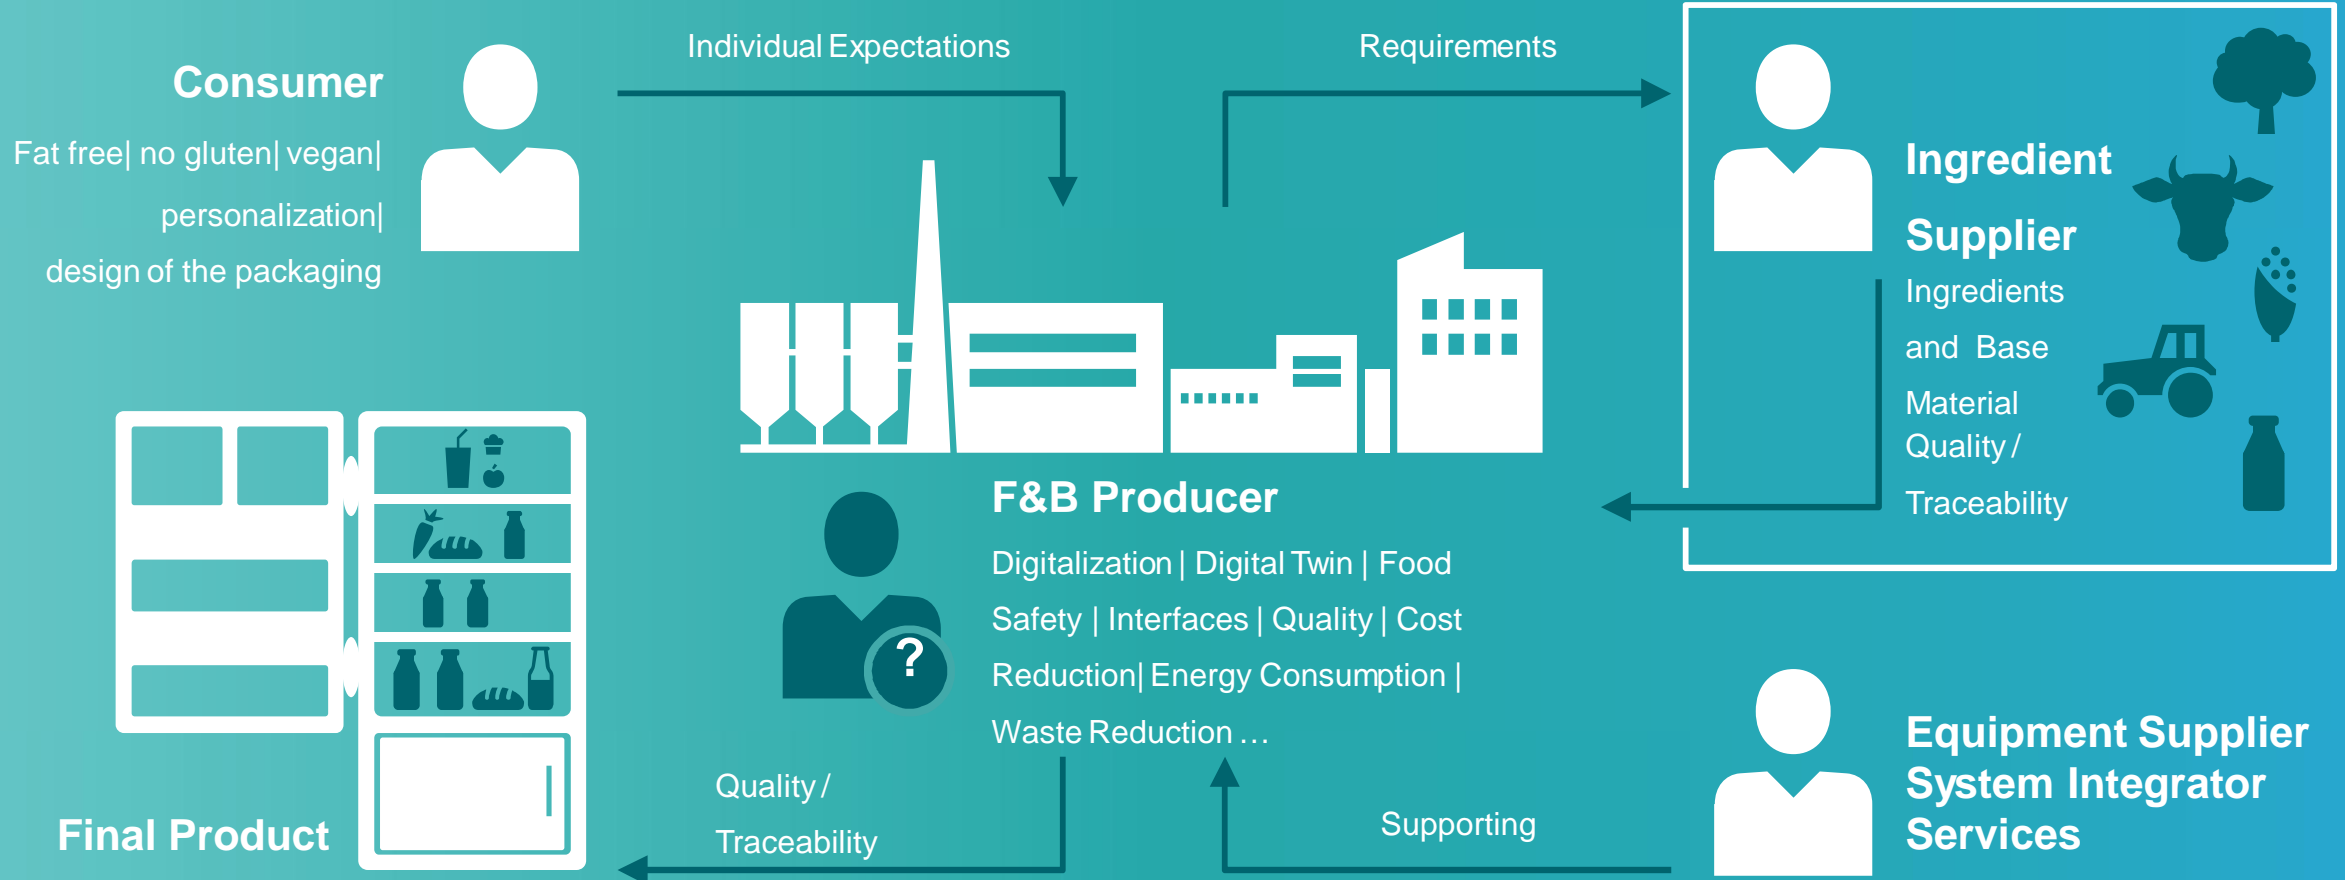 Consumer
Fat free| no gluten| vegan|
personalization|
design of the packaging
Individual Expectations
Requirements
Ingredient
Supplier
Ingredients
and Base
Material
Quality /
Traceability
F&B Producer
Digitalization | Digital Twin | Food
Safety | Interfaces | Quality | Cost
Reduction| Energy Consumption |
Waste Reduction ...
?
Final Product
Quality /
Traceability
Supporting
Equipment Supplier
System Integrator
Services